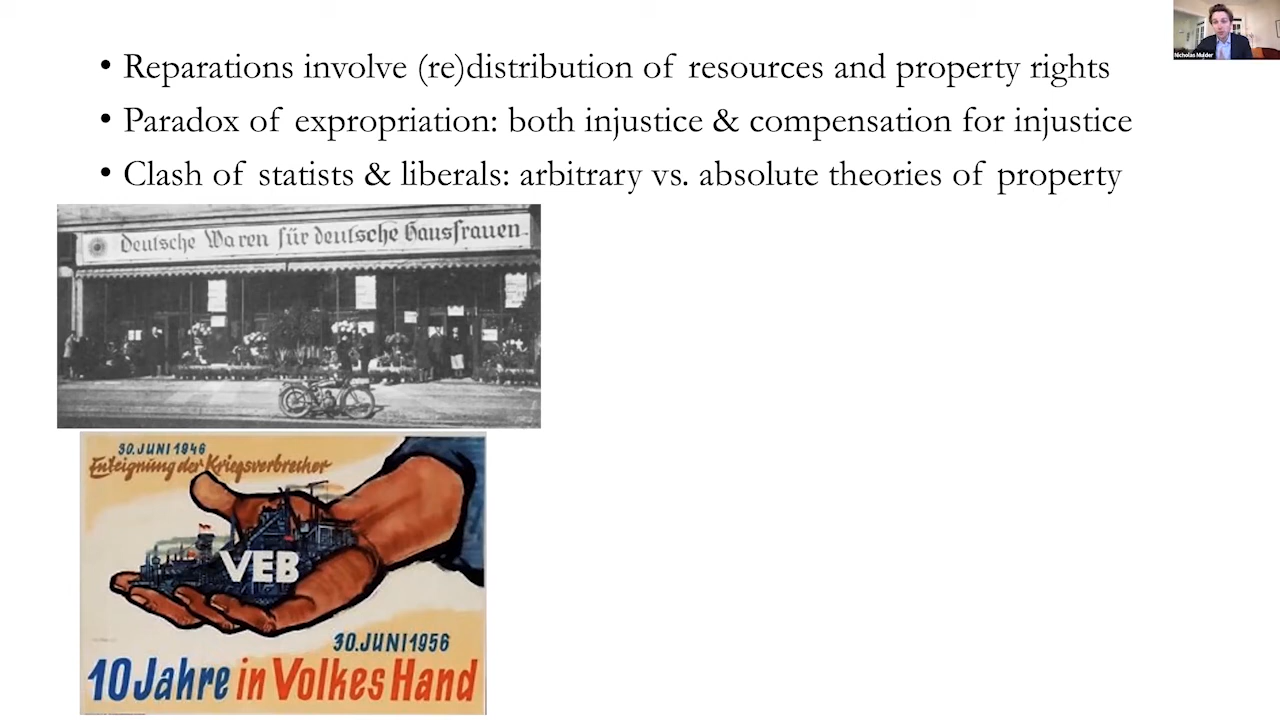 • Reparations involve (re)distribution of resources and property rights
• Paradox of expropriation: both injustice & compensation for injustice
• Clash of statists & liberals: arbitrary vs. absolute theories of property
Deutsche Waren für deutsche Hausfrauen
30. JUNI 1946
Enteignung der Kriegsverbrecher
VEB
30. JUNI 1956
10 Jahre in Volkes Hand
Nicholas Mulder